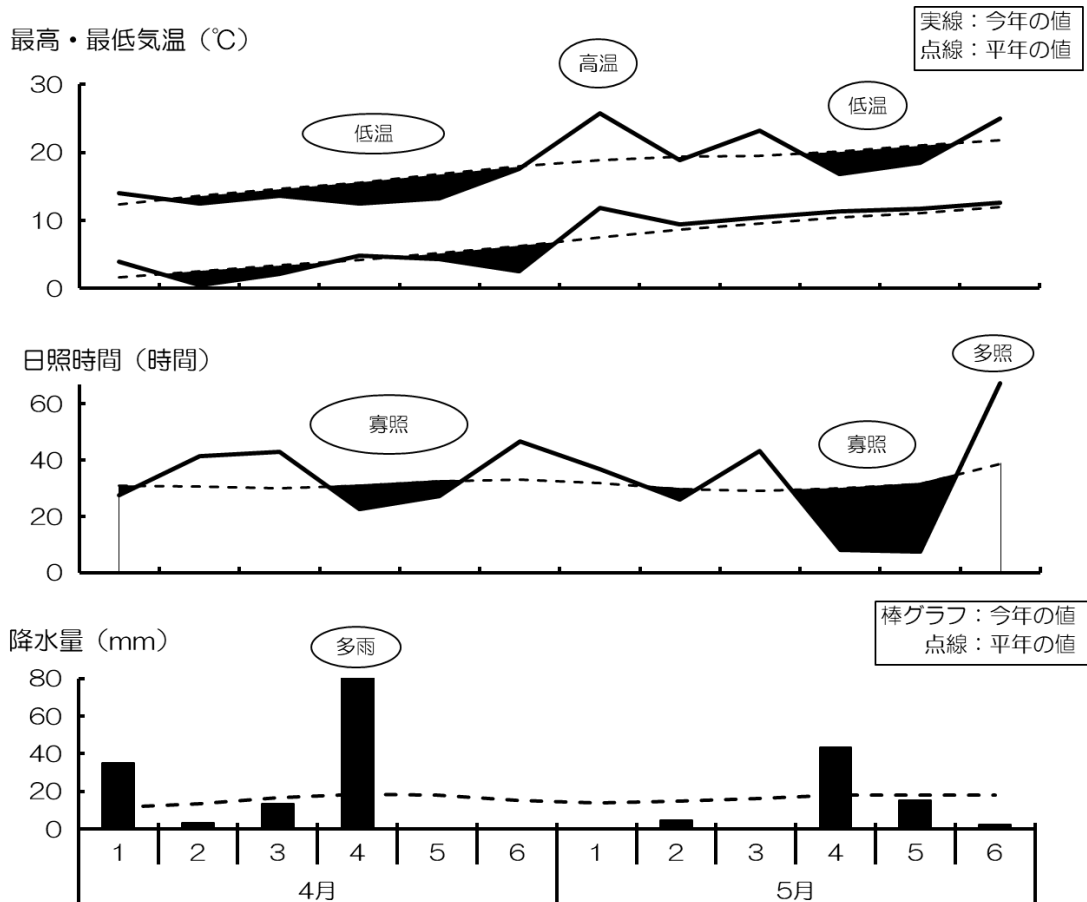 最高・最低気温（℃）
実線：今年の値
点線：平年の値
高温
低温
低温
30
20
10
0
日照時間（時間）
多照
寡照
寡照
60
40
20
0
棒グラフ：今年の値
点線：平年の値
降水量（mm）
多雨
80
60
40
20
0
1 2 3 4 5 6 1 2 3 4 5 6
4月 5月